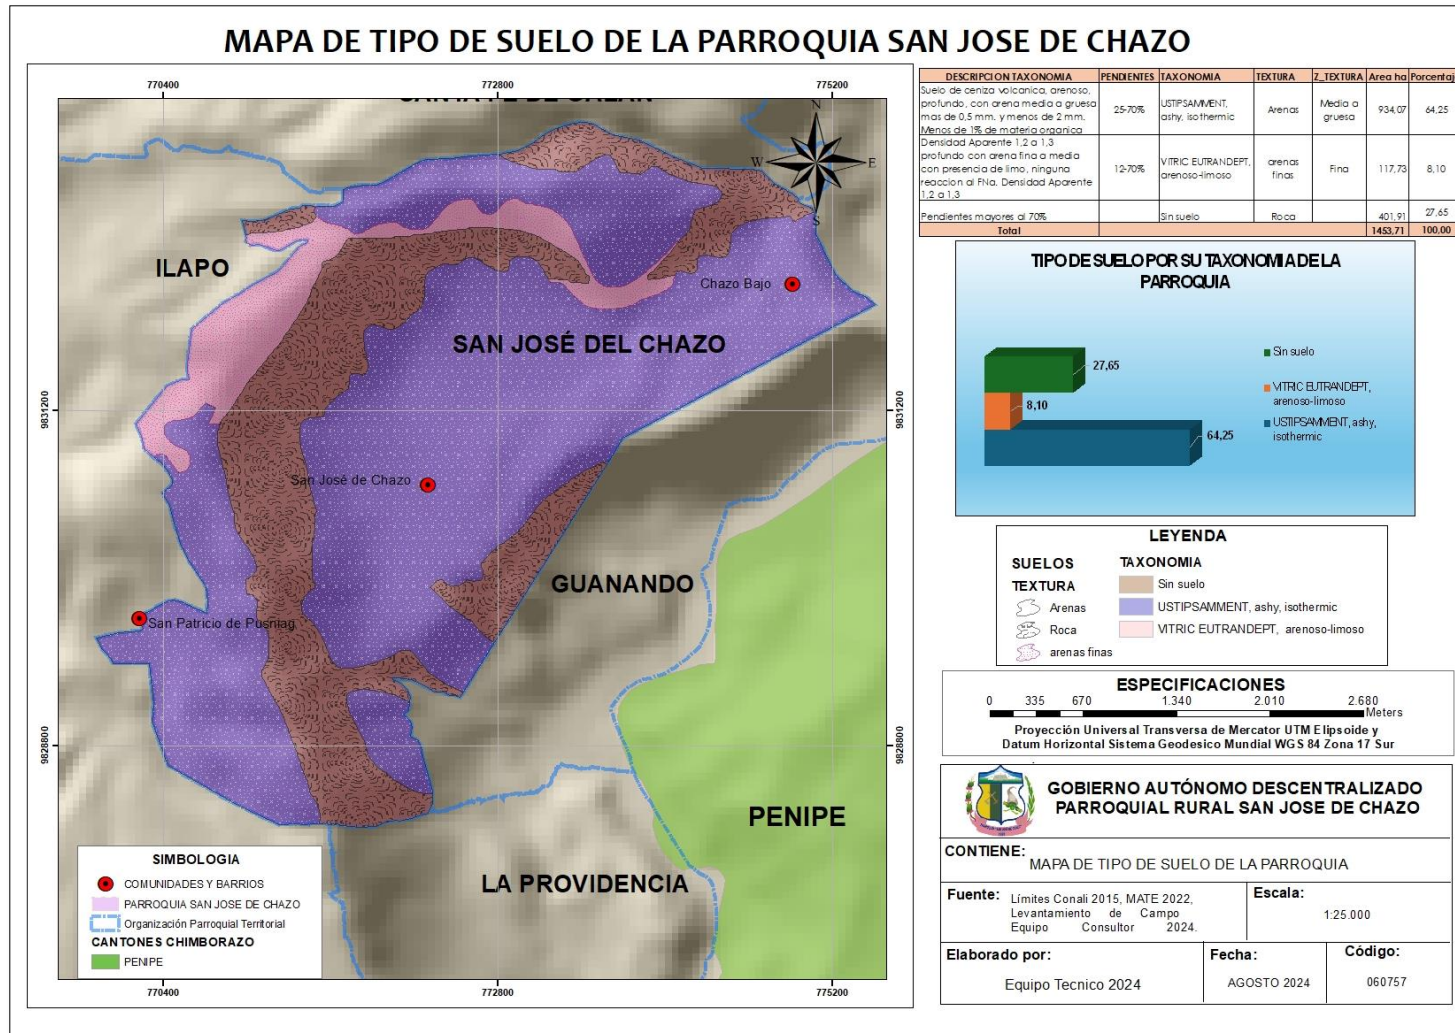 MAPA DE TIPO DE SUELO DE LA PARROQUIA SAN JOSE DE CHAZO
770400 772800 775200
N
W E
S
ILAPO
Chazo Bajo
SAN JOSÉ DEL CHAZO
9831200 9831200
San José de Chazo
GUANANDO
San Patricio de Pusniag
9828800 9828800
PENIPE
LA PROVIDENCIA
SIMBOLOGIA
COMUNIDADES Y BARRIOS
PARROQUIA SAN JOSE DE CHAZO
Organización Parroquial Territorial
CANTONES CHIMBORAZO
PENIPE
770400 772800 775200
DESCRIPCION TAXONOMIA PENDIENTES TAXONOMIA TEXTURA Z_TEXTURA Area ha Porcentaj
Suelo de ceniza volcanica, arenoso,
profundo, con arena media a gruesa
mas de 0,5 mm. y menos de 2 mm.
Menos de 1% de materia organica
25-70%
USTIPSAMMENT,
ashy, isothermic
Arenas
Media a
gruesa
934,07
64,25
Densidad Aparente 1,2 a 1,3
profundo con arena fina a media
con presencia de limo, ninguna
reaccion al FNa. Densidad Aparente
1,2 a 1,3
12-70%
VITRIC EUTRANDEPT,
arenoso-limoso
arenas
finas
Fina
117,73
8,10
Pendientes mayores al 70% Sin suelo Roca 401,91 27,65
Total 1453,71 100.00
TIPO DE SUELO POR SU TAXONOMIA DE LA
PARROQUIA
27,65
8,10
64,25
Sin suelo
VITRIC EUTRANDEPT,
arenoso-limoso
USTIPSAMMENT, ashy,
isothermic
LEYENDA
SUELOS
TEXTURA
Arenas
Roca
arenas finas
TAXONOMIA
Sin suelo
USTIPSAMMENT, ashy, isothermic
VITRIC EUTRANDEPT, arenoso-limoso
ESPECIFICACIONES
0 335 670 1.340 2.010 2.680
Meters
Proyección Universal Transversa de Mercator UTM Elipsoide y
Datum Horizontal Sistema Geodesico Mundial WGS 84 Zona 17 Sur
GOBIERNO AUTÓNOMO DESCENTRALIZADO
PARROQUIAL RURAL SAN JOSE DE CHAZO
CONTIENE:
MAPA DE TIPO DE SUELO DE LA PARROQUIA
Fuente: Límites Conali 2015, MATE 2022,
Levantamiento de Campo
Equipo Consultor 2024.
Escala:
1:25.000
Elaborado por:
Equipo Tecnico 2024
Fecha:
AGOSTO 2024
Código:
060757